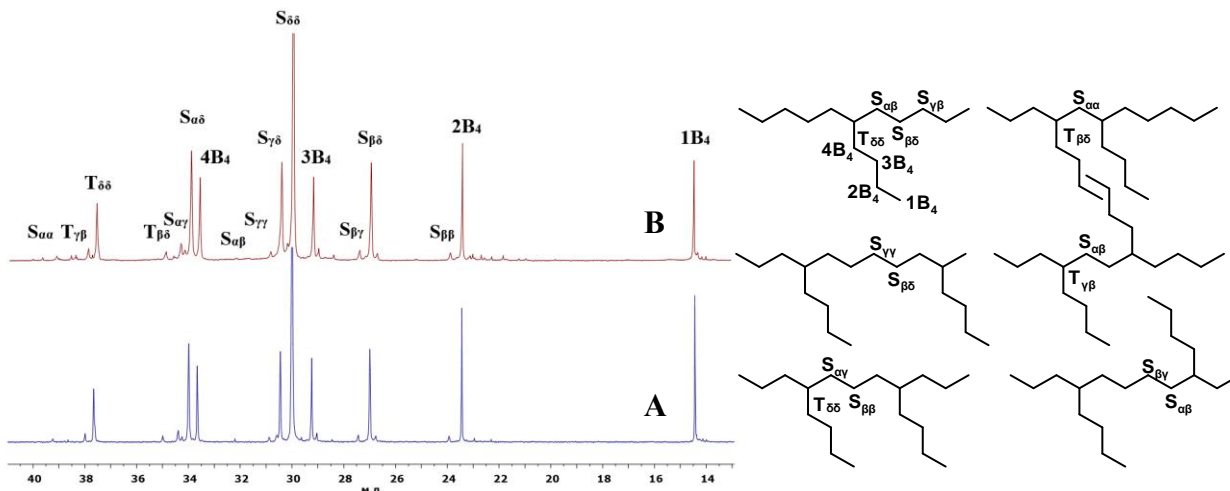 Sδδ
Sαδ
2B₄
Sγδ
Sβδ
1B₄
4B₄
3B₄
Tδδ
Sαα
Tγβ
Tβδ
Sαγ
Sαβ
Sγγ
Sβγ
Sββ
B
A
40 38 36 34 32 30 28 26 24 22 20 18 16 14
Sαβ Sγβ
Tδδ Sβδ
4B₄
3B₄
2B₄ 1B₄
Sαα
Tβδ
Sγγ
Sβδ
Sαβ
Tγβ
Sαγ
Tδδ Sββ
Sβγ
Sαβ